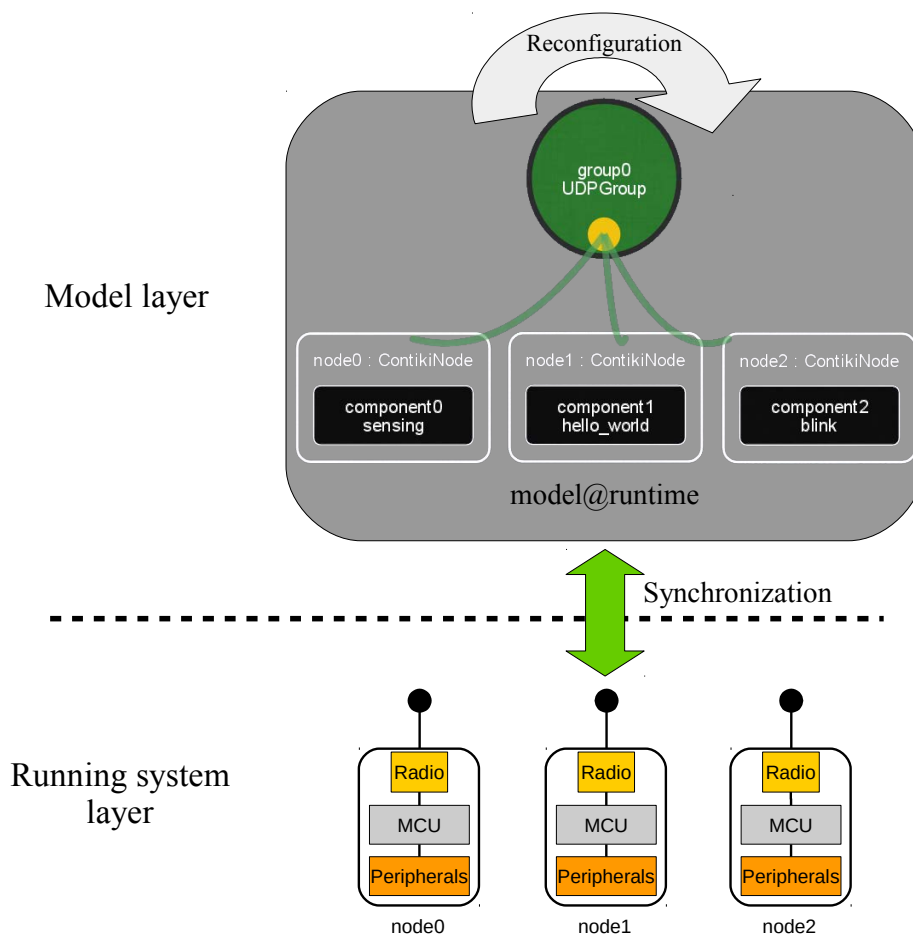 Reconfiguration
group0
UDPGroup
Model layer
node0 : ContikiNode
node1 : ContikiNode
node2 : ContikiNode
component0
sensing
component1
hello_world
component2
blink
model@runtime
Synchronization
Running system
layer
Radio
Radio
Radio
MCU
MCU
MCU
Peripherals
Peripherals
Peripherals
node0
node1
node2